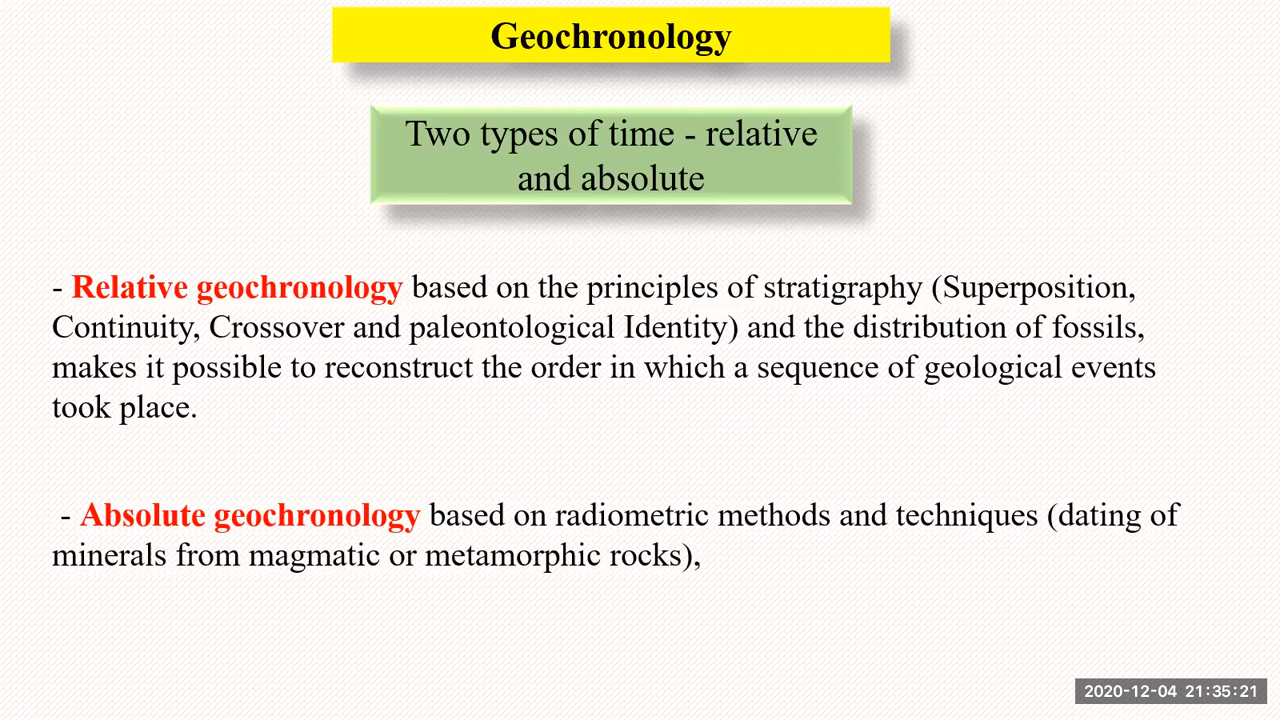 Geochronology
Two types of time - relative
and absolute
- Relative geochronology based on the principles of stratigraphy (Superposition,
Continuity, Crossover and paleontological Identity) and the distribution of fossils,
makes it possible to reconstruct the order in which a sequence of geological events
took place.
- Absolute geochronology based on radiometric methods and techniques (dating of
minerals from magmatic or metamorphic rocks),
2020-12-04 21:35:21